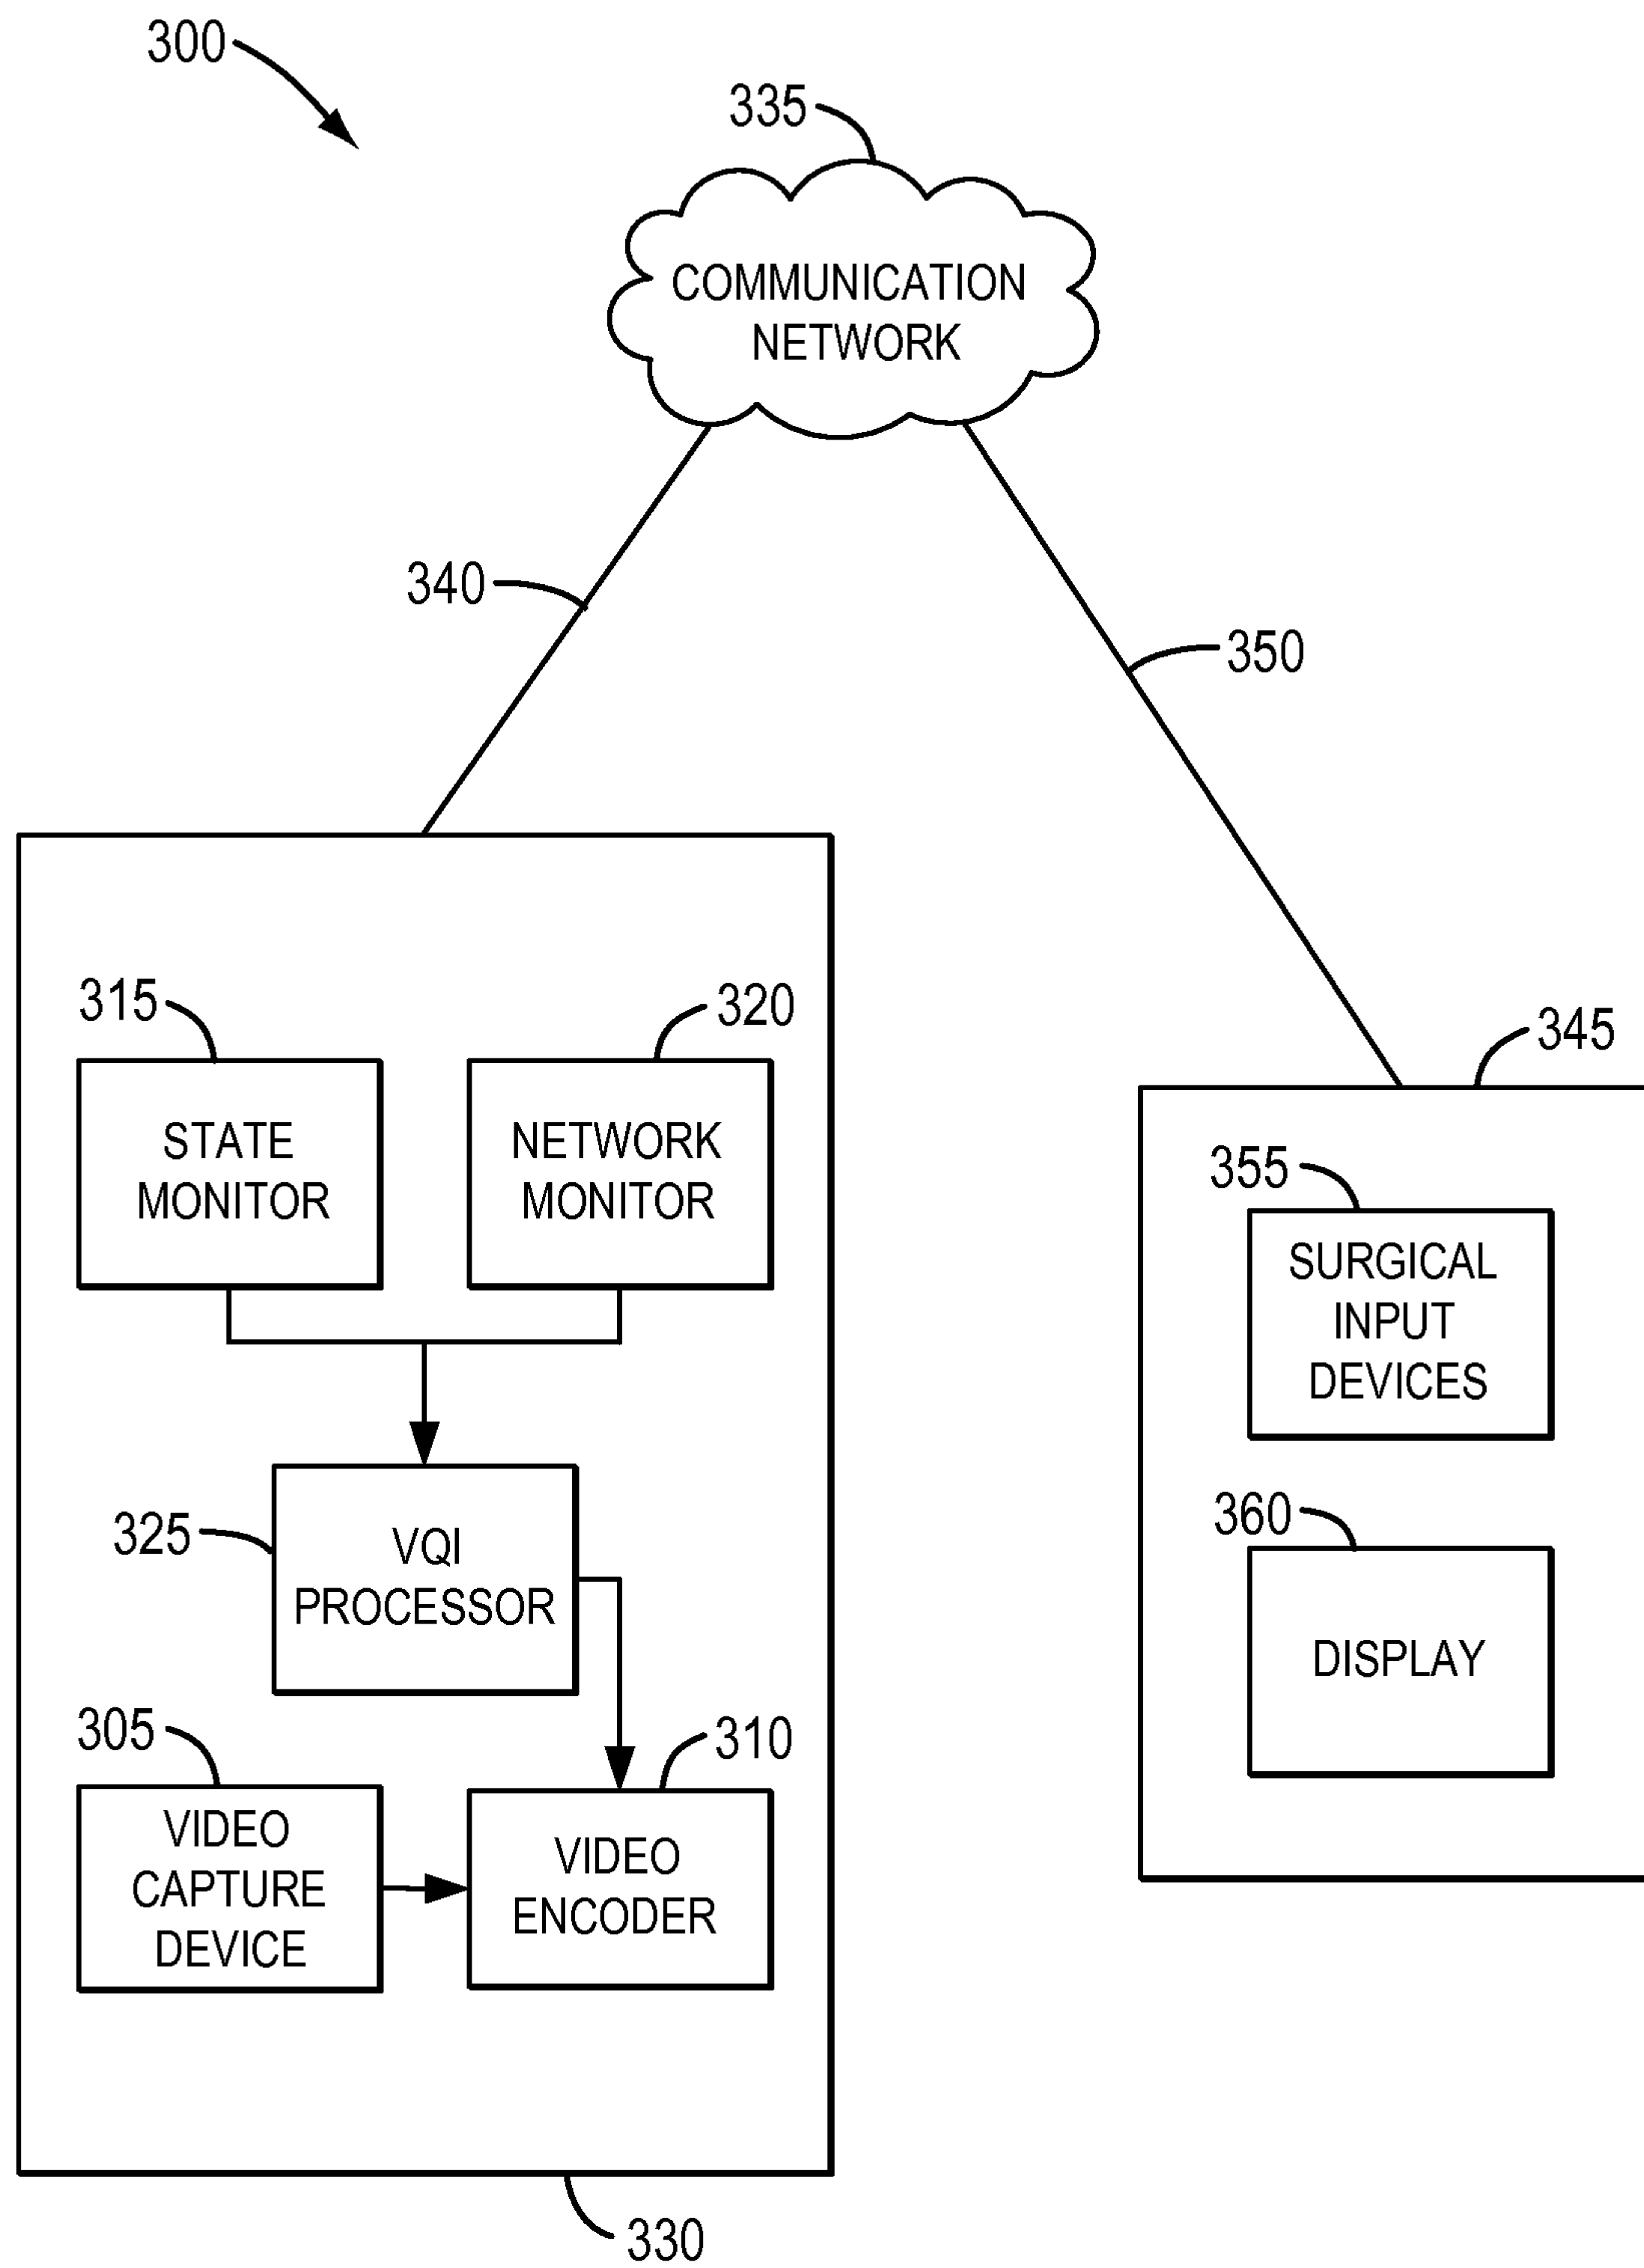 300
335
COMMUNICATION
NETWORK
340
350
315
320
345
STATE
MONITOR
NETWORK
MONITOR
355
SURGICAL
INPUT
DEVICES
325
VQI
PROCESSOR
360
DISPLAY
305
310
VIDEO
CAPTURE
DEVICE
VIDEO
ENCODER
330